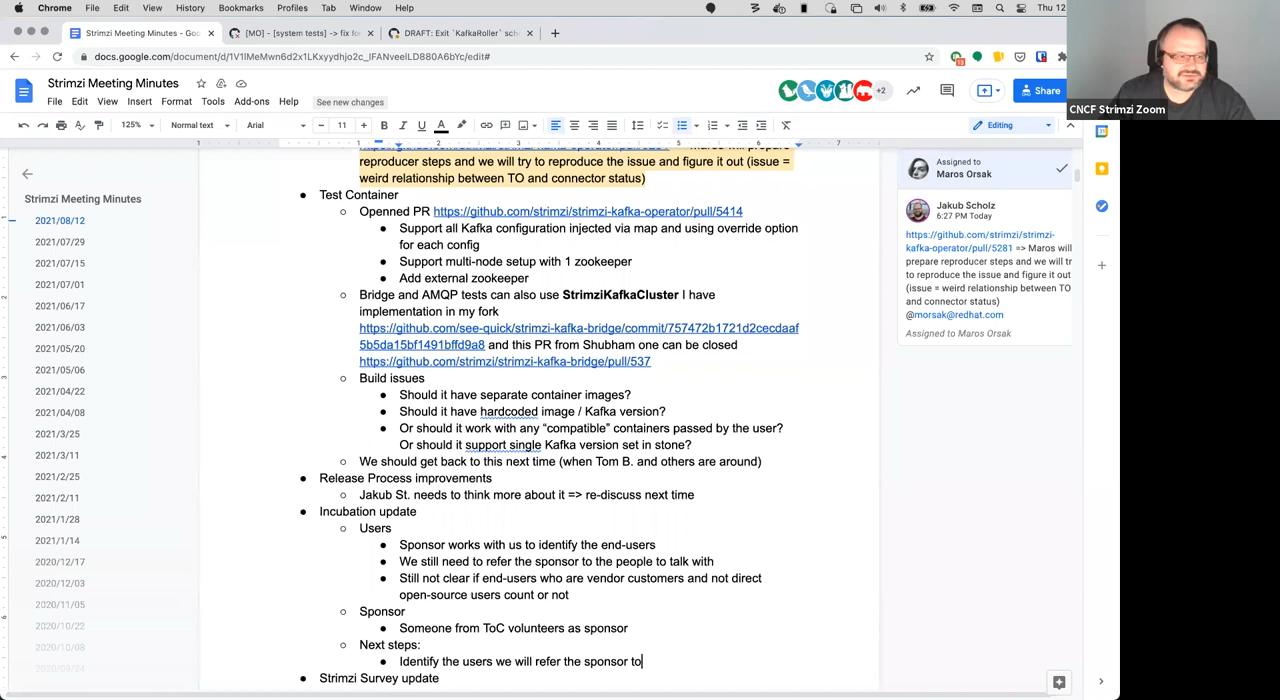 Chrome File Edit View History Bookmarks Profiles Tab Window Help Thu 12
Strimzi Meeting Minutes - Goo [MO] - [system tests] -> fix fo DRAFT: Exit `KafkaRoller` sch
docs.google.com/document/d/1V1lMeMwn6d2x1LKxyydhjo2c_lFANveelLD880A6bYc/edit#
Strimzi Meeting Minutes
File Edit View Insert Format Tools Add-ons Help See new changes
+2
Share
CNCF Strimzi Zoom
125% Normal text Arial 11 Editing
1 1 2 3 4 5 6 7
Strimzi Meeting Minutes
2021/08/12
2021/07/29
2021/07/15
2021/07/01
2021/06/17
2021/06/03
2021/05/20
2021/05/06
2021/04/22
2021/04/08
2021/3/25
2021/3/11
2021/2/25
2021/2/11
2021/1/28
2021/1/14
2020/12/17
2020/12/03
2020/11/05
2020/10/22
2020/10/08
2020/09/24
reproducer steps and we will try to reproduce the issue and figure it out (issue =
weird relationship between TO and connector status)
Test Container
Openned PR https://github.com/strimzi/strimzi-kafka-operator/pull/5414
Support all Kafka configuration injected via map and using override option
for each config
Support multi-node setup with 1 zookeeper
Add external zookeeper
Bridge and AMQP tests can also use StrimziKafkaCluster I have
implementation in my fork
https://github.com/see-quick/strimzi-kafka-bridge/commit/757472b1721d2cecdaaf
5b5da15bf1491bffd9a8 and this PR from Shubham one can be closed
https://github.com/strimzi/strimzi-kafka-bridge/pull/537
Build issues
Should it have separate container images?
Should it have hardcoded image / Kafka version?
Or should it work with any “compatible” containers passed by the user?
Or should it support single Kafka version set in stone?
We should get back to this next time (when Tom B. and others are around)
Release Process improvements
Jakub St. needs to think more about it => re-discuss next time
Incubation update
Users
Sponsor works with us to identify the end-users
We still need to refer the sponsor to the people to talk with
Still not clear if end-users who are vendor customers and not direct
open-source users count or not
Sponsor
Someone from ToC volunteers as sponsor
Next steps:
Identify the users we will refer the sponsor to
Strimzi Survey update
Assigned to
Maros Orsak
Jakub Scholz
6:27 PM Today
https://github.com/strimzi/strimzi-
kafka-operator/pull/5281 => Maros will
prepare reproducer steps and we will tr
to reproduce the issue and figure it out
(issue = weird relationship between TO
and connector status)
@morsak@redhat.com
Assigned to Maros Orsak